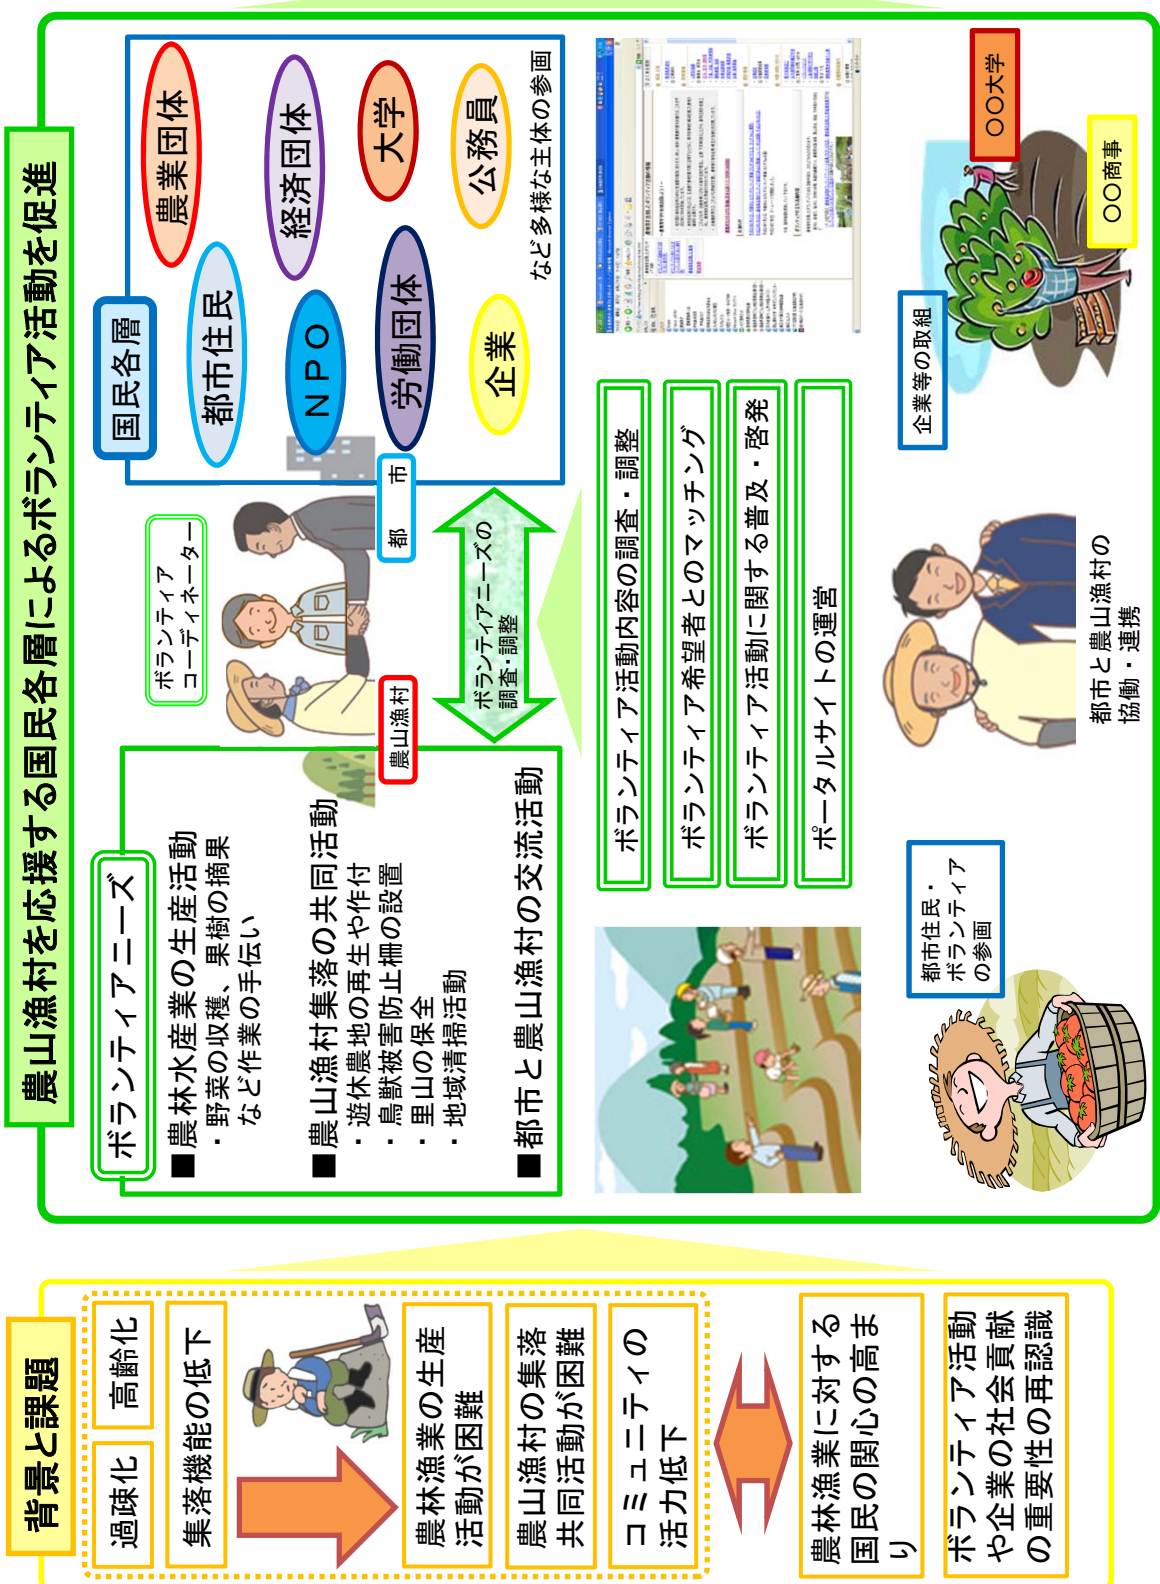 背景と課題
過疎化
高齢化
集落機能の低下
農林漁業の生産
活動が困難
農山漁村の集落
共同活動が困難
コミュニティの
活力低下
農林漁業に対する
国民の関心の高ま
り
ボランティア活動
や企業の社会貢献
の重要性の再認識
農山漁村を応援する国民各層によるボランティア活動を促進
ボランティアニーズ
■農林水産業の生産活動
・野菜の収穫、果樹の摘果
など作業の手伝い
■農山漁村集落の共同活動
・遊休農地の再生や作付
・鳥獣被害防止柵の設置
・里山の保全
・地域清掃活動
■都市と農山漁村の交流活動
ボランティア
コーディネーター
農山漁村
都 市
ボランティアニーズの
調査・調整
国民各層
都市住民
農業団体
NPO
経済団体
労働団体
大学
企業
公務員
など多様な主体の参画
ボランティア活動内容の調査・調整
ボランティア希望者とのマッチング
ボランティア活動に関する普及・啓発
ポータルサイトの運営
都市住民・
ボランティア
の参画
都市と農山漁村の
協働・連携
企業等の取組
〇〇大学
〇〇商事